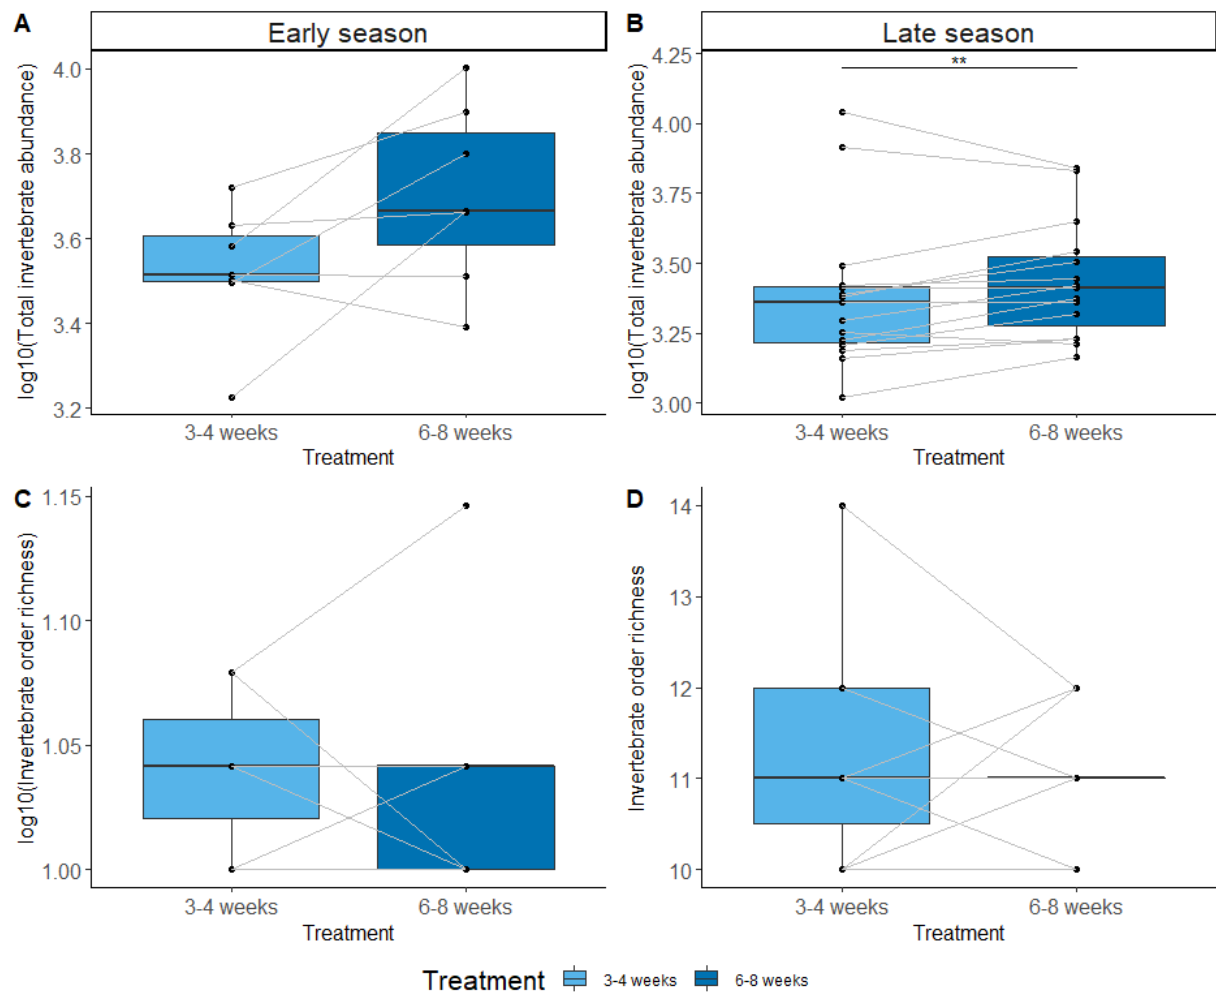 A
Early season
log10(Total invertebrate abundance)
4.0
3.8
3.6
3.4
3.2
3-4 weeks
6-8 weeks
Treatment
B
Late season
log10(Total invertebrate abundance)
4.25
4.00
3.75
3.50
3.25
3.00
**
3-4 weeks
6-8 weeks
Treatment
C
log10(Invertebrate order richness)
1.15
1.10
1.05
1.00
3-4 weeks
6-8 weeks
Treatment
D
Invertebrate order richness
14
13
12
11
10
3-4 weeks
6-8 weeks
Treatment
Treatment 3-4 weeks 6-8 weeks